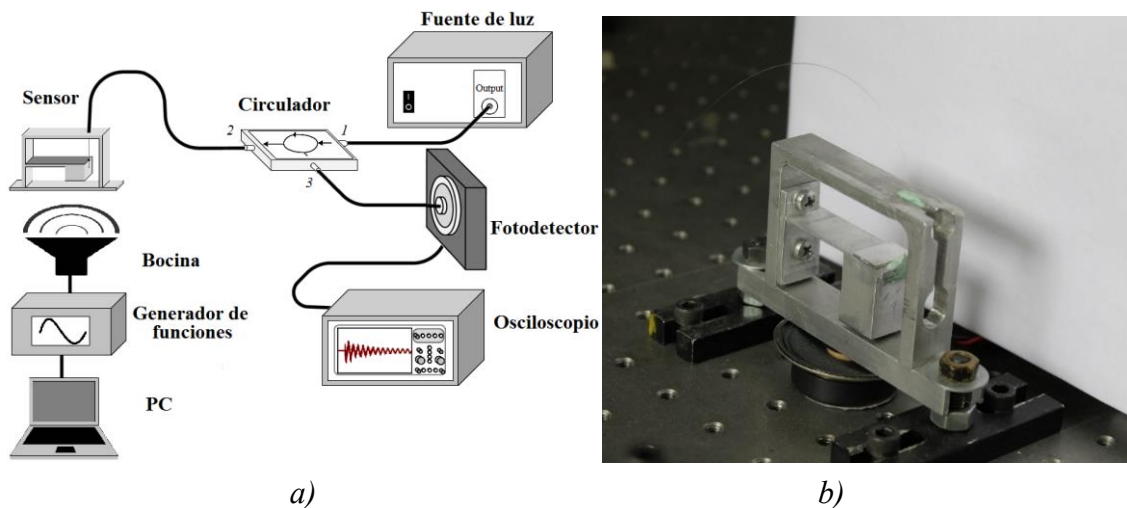 Fuente de luz
Output
Sensor
Circulador
2
1
3
Fotodetector
Bocina
Generador de
funciones
Osciloscopio
PC
a)
b)